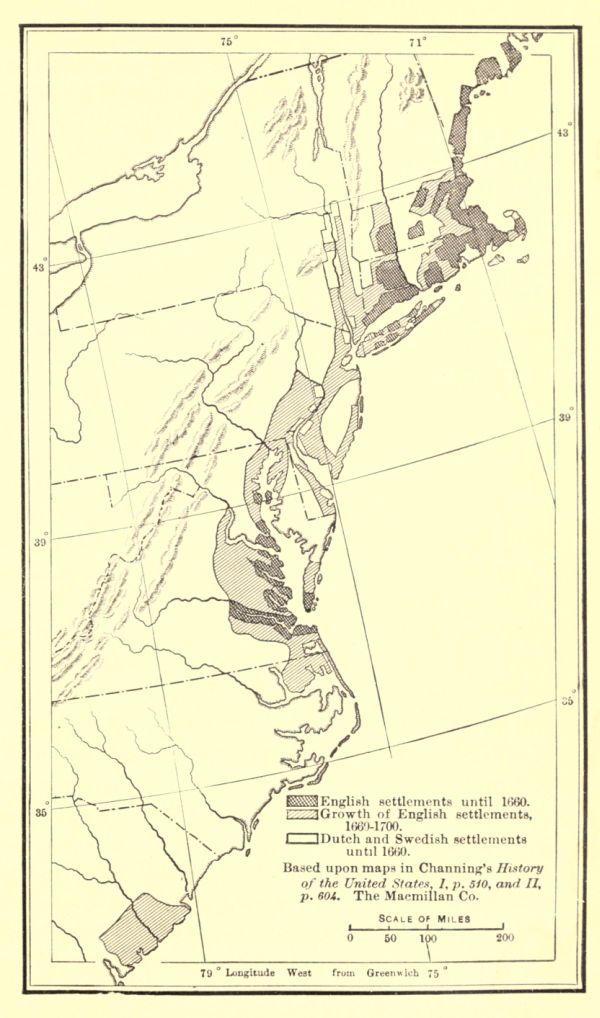 75°
71°
43°
43°
39°
39°
35°
35°
English settlements until 1660.
Growth of English settlements,
1660-1700.
Dutch and Swedish settlements
until 1660.
Based upon maps in Channing's History
of the United States, I, p. 510, and II,
p. 604. The Macmillan Co.
SCALE OF MILES
0 50 100 200
79° Longitude West from Greenwich 75°